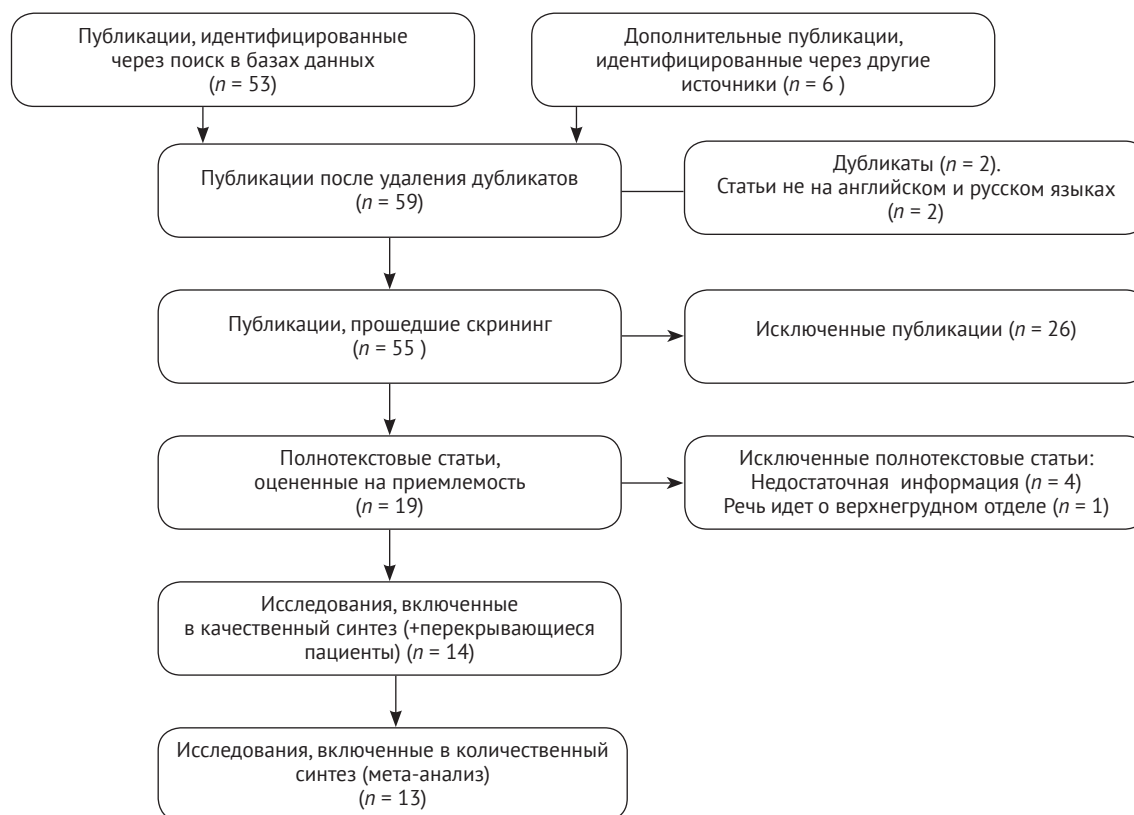 Публикации, идентифицированные
через поиск в базах данных
(n = 53)
Дополнительные публикации,
идентифицированные через другие
источники (n = 6 )
Публикации после удаления дубликатов
(n = 59)
Дубликаты (n = 2).
Статьи не на английском и русском языках
(n = 2)
Публикации, прошедшие скрининг
(n = 55 )
Исключенные публикации (n = 26)
Полнотекстовые статьи,
оцененные на приемлемость
(n = 19)
Исключенные полнотекстовые статьи:
Недостаточная информация (n = 4)
Речь идет о верхнегрудном отделе (n = 1)
Исследования, включенные
в качественный синтез (+перекрывающиеся
пациенты) (n = 14)
Исследования, включенные в количественный
синтез (мета-анализ)
(n = 13)